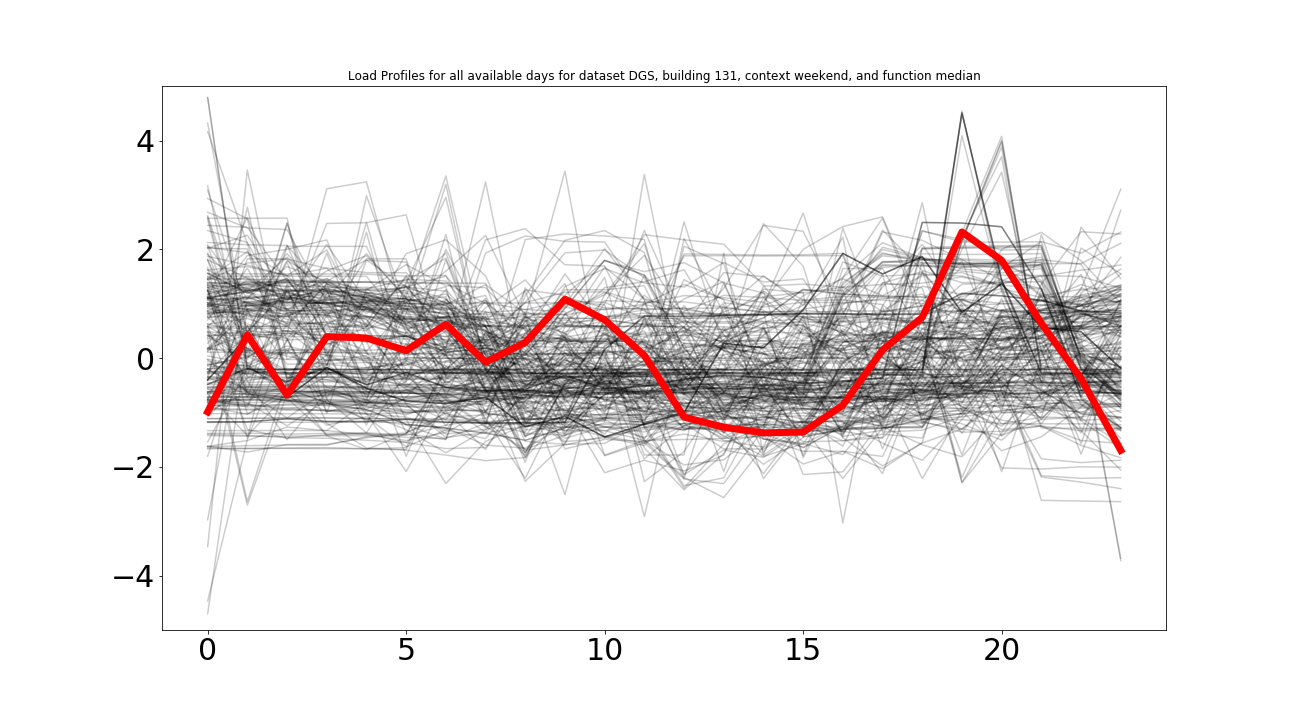 Load Profiles for all available days for dataset DGS, building 131, context weekend, and function median
4
2
0
−2
−4
0 5 10 15 20